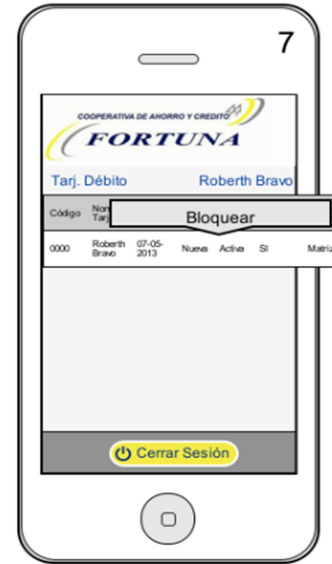 7
COOPERATIVA DE AHORRO Y CREDITO
FORTUNA
Tarj. Débito Roberth Bravo
Código
Bloquear
0000 Roberth Bravo 07-05-2013 Nueva Activa SI Matriz
Cerrar Sesión